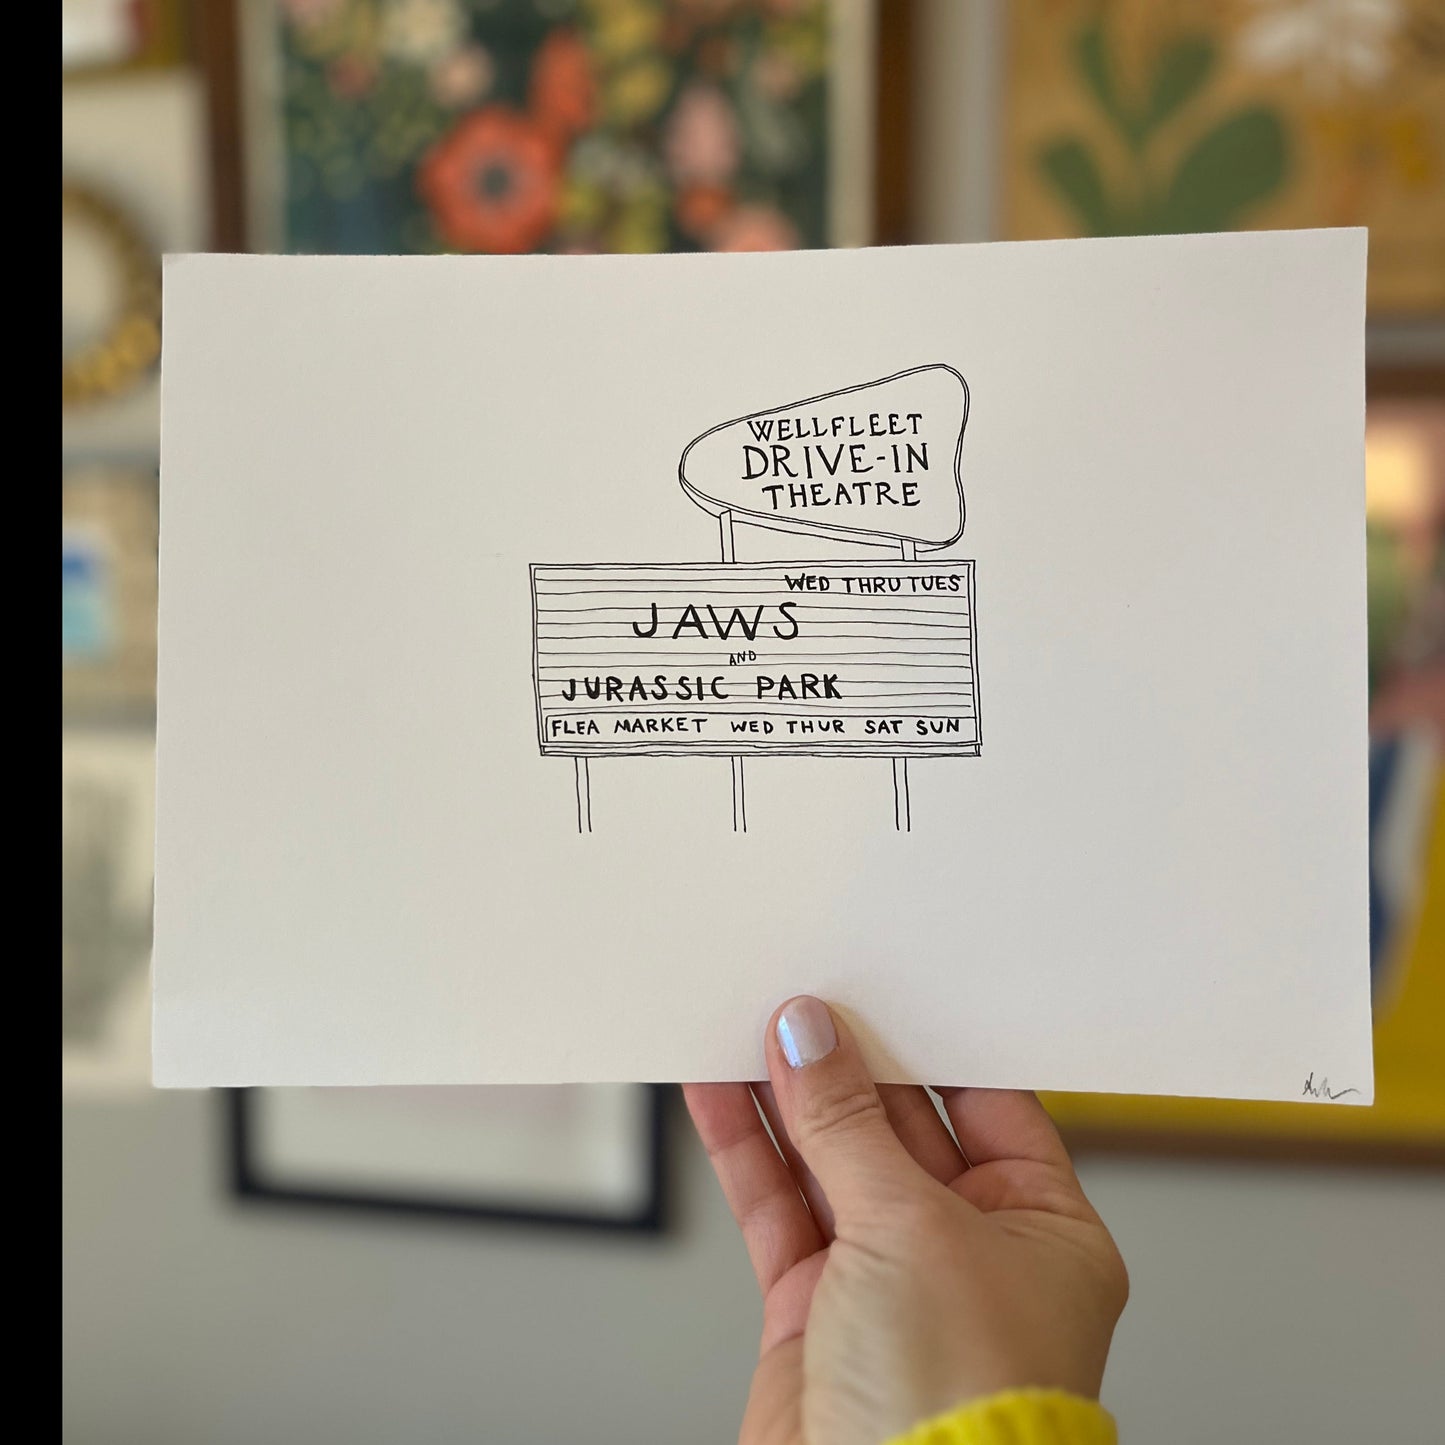 WELLFLEET
DRIVE-IN
THEATRE
WED THRU TUES
JAWS
AND
JURASSIC PARK
FLEA MARKET WED THUR SAT SUN